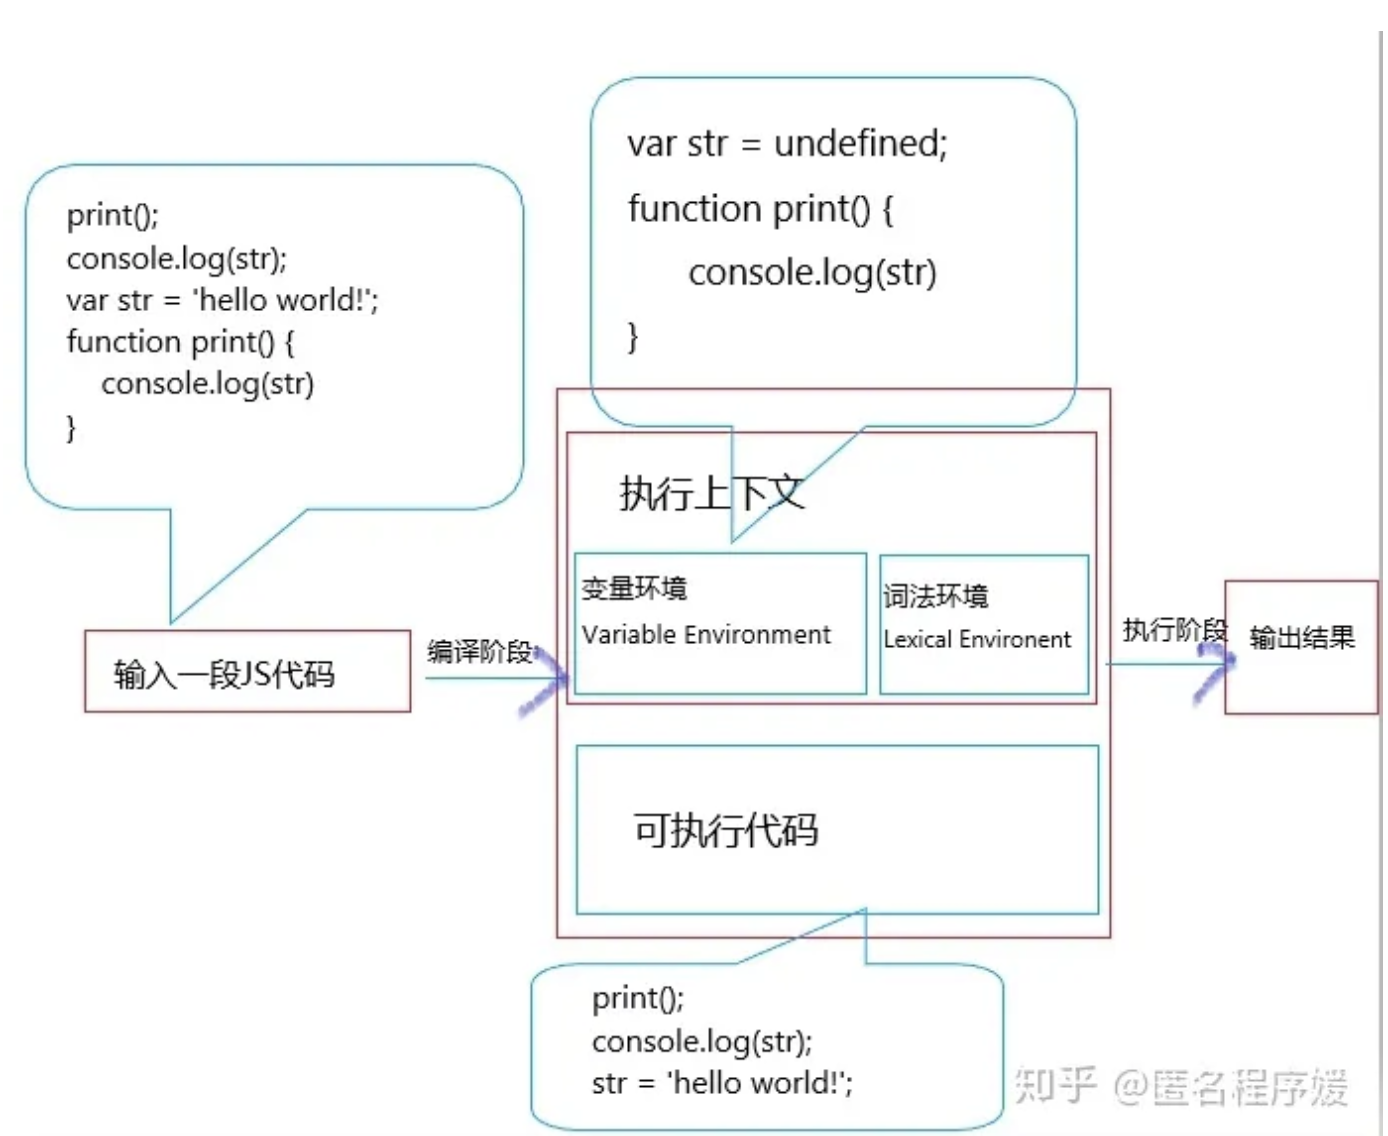 print();
console.log(str);
var str = 'hello world!';
function print() {
console.log(str)
}
var str = undefined;
function print() {
console.log(str)
}
输入一段JS代码
编译阶段
执行上下文
变量环境
Variable Environment
词法环境
Lexical Environent
执行阶段
输出结果
可执行代码
print();
console.log(str);
str = 'hello world!';
知乎 @匿名程序媛